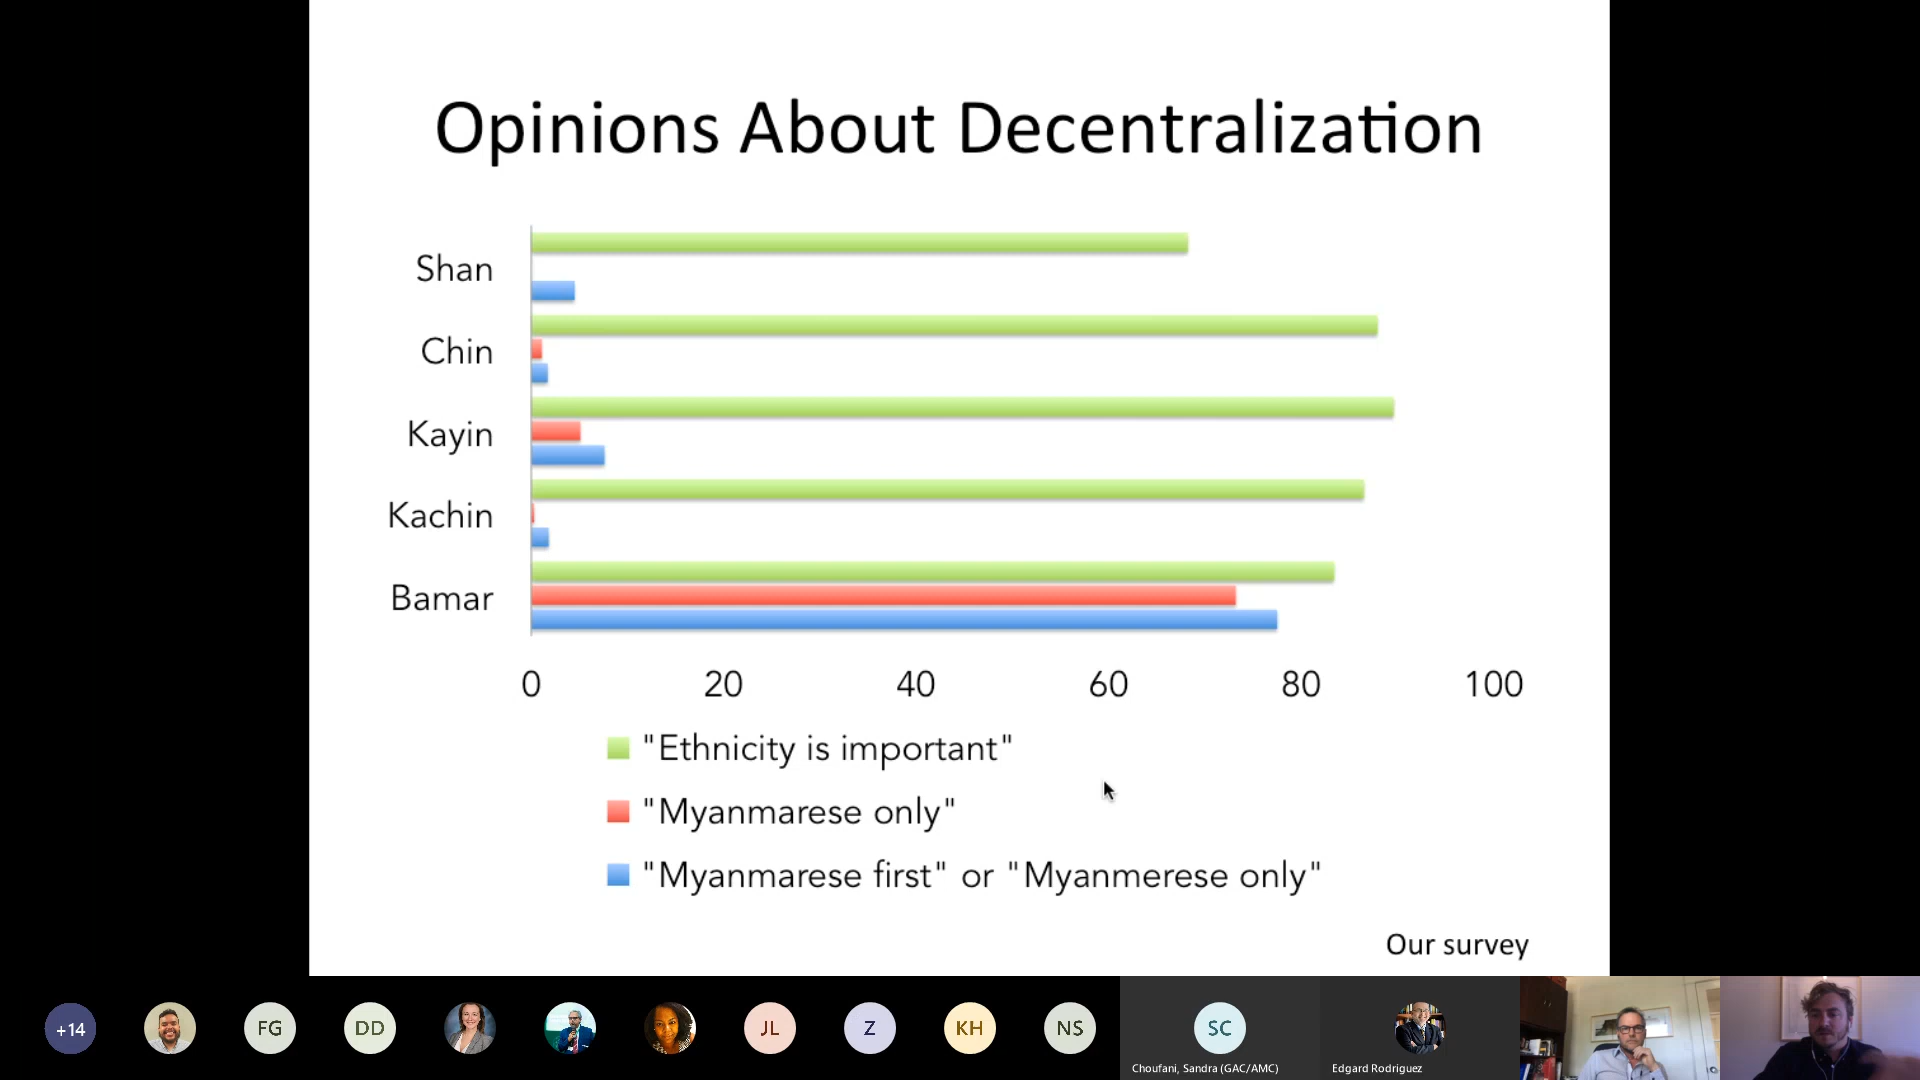 Opinions About Decentralization
Shan
Chin
Kayin
Kachin
Bamar
0 20 40 60 80 100
"Ethnicity is important"
"Myanmarese only"
"Myanmarese first" or "Myanmerese only"
Our survey
+14 FG DD JL Z KH NS SC
Choufani, Sandra (GAC/AMC) Edgard Rodriguez